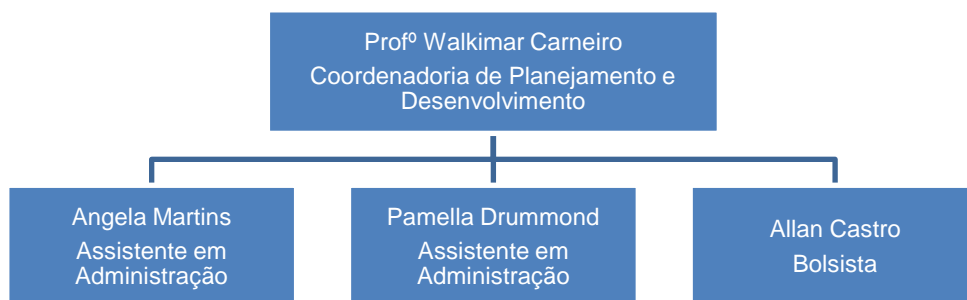 Profº Walkimar Carneiro
Coordenadoria de Planejamento e
Desenvolvimento
Angela Martins
Assistente em
Administração
Pamella Drummond
Assistente em
Administração
Allan Castro
Bolsista